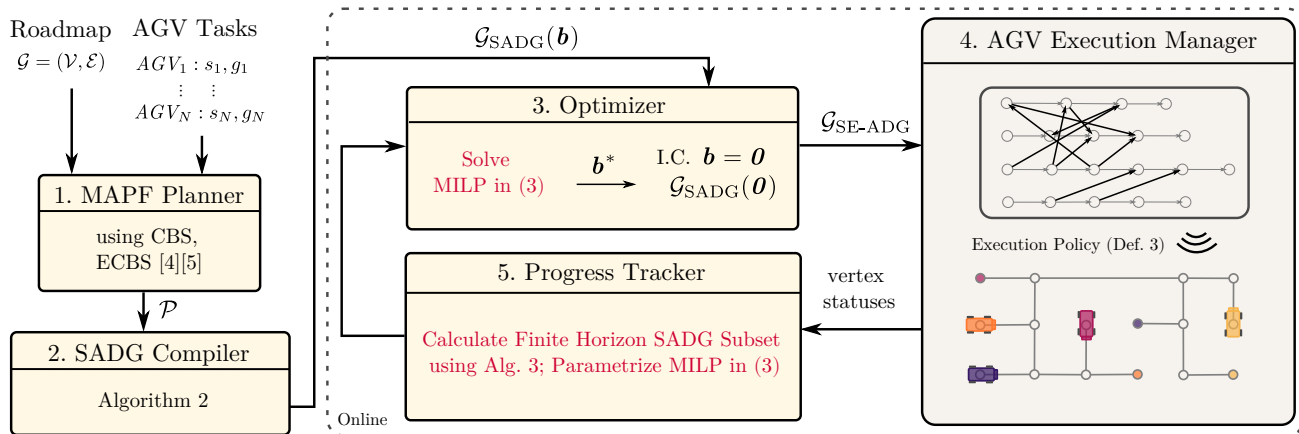 Roadmap
𝒢 = (𝒱, ℰ)
AGV Tasks
AGV₁ : s₁, g₁
⋮ ⋮
AGV_N : s_N, g_N
1. MAPF Planner
using CBS,
ECBS [4][5]
𝒫
2. SADG Compiler
Algorithm 2
𝒢_SADG(b)
3. Optimizer
Solve
MILP in (3)
b*
I.C. b = 0
𝒢_SADG(0)
𝒢_SE-ADG
4. AGV Execution Manager
Execution Policy (Def. 3)
vertex
statuses
5. Progress Tracker
Calculate Finite Horizon SADG Subset
using Alg. 3; Parametrize MILP in (3)
Online